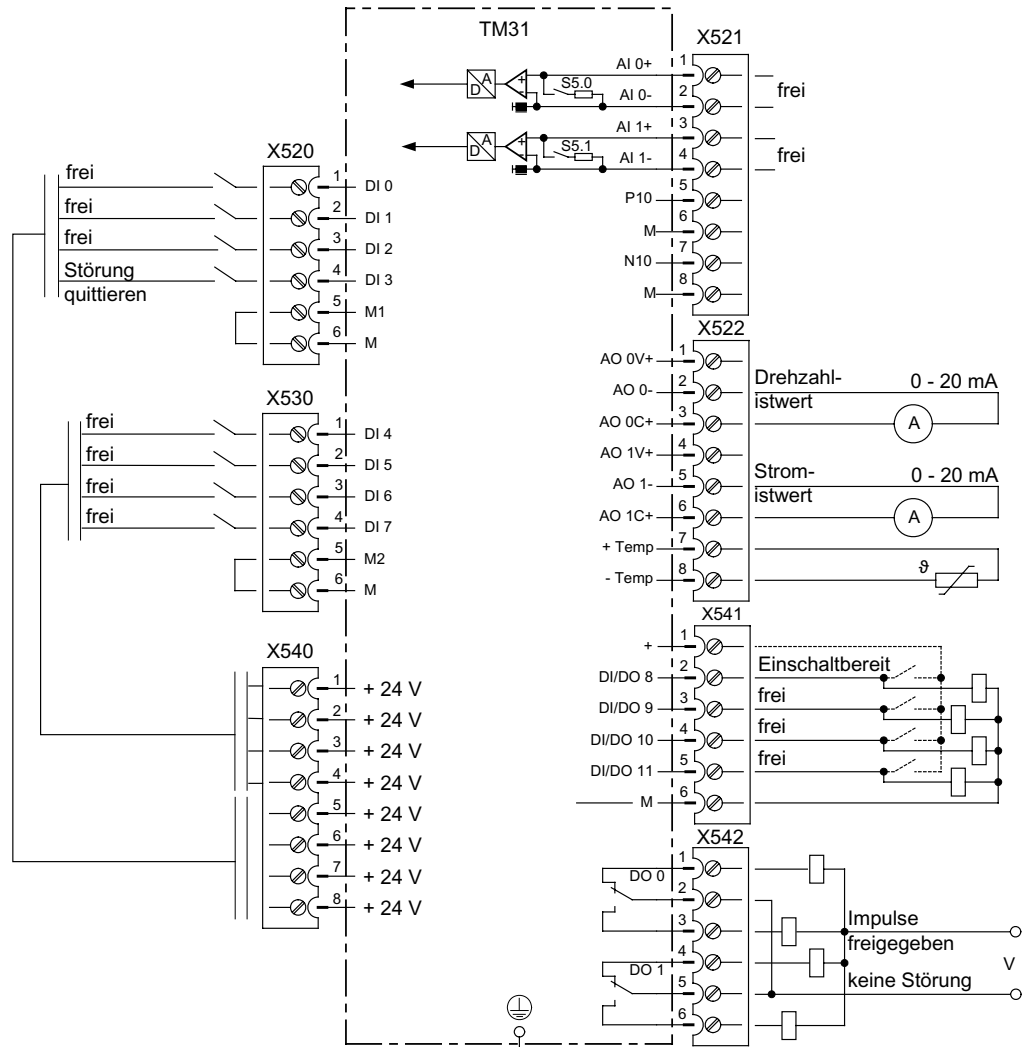 TM31
X521
AI 0+ 1
S5.0
AI 0- 2
frei
AI 1+ 3
S5.1
AI 1- 4
frei
P10 5
M 6
N10 7
M 8
A
D
+
-
A
D
+
-
X520
frei 1 DI 0
frei 2 DI 1
frei 3 DI 2
Störung
quittieren
4 DI 3
5 M1
6 M
X522
AO 0V+ 1
AO 0- 2
AO 0C+ 3
AO 1V+ 4
AO 1- 5
AO 1C+ 6
+ Temp 7
- Temp 8
Drehzahl-
istwert
0 - 20 mA
A
Strom-
istwert
0 - 20 mA
A
ϑ
X530
frei 1 DI 4
frei 2 DI 5
frei 3 DI 6
frei 4 DI 7
5 M2
6 M
X541
+ 1
DI/DO 8 2 Einschaltbereit
DI/DO 9 3 frei
DI/DO 10 4 frei
DI/DO 11 5 frei
M 6
X540
1 + 24 V
2 + 24 V
3 + 24 V
4 + 24 V
5 + 24 V
6 + 24 V
7 + 24 V
8 + 24 V
X542
DO 0
1
2
3
DO 1
4
5
6
Impulse
freigegeben
V
keine Störung